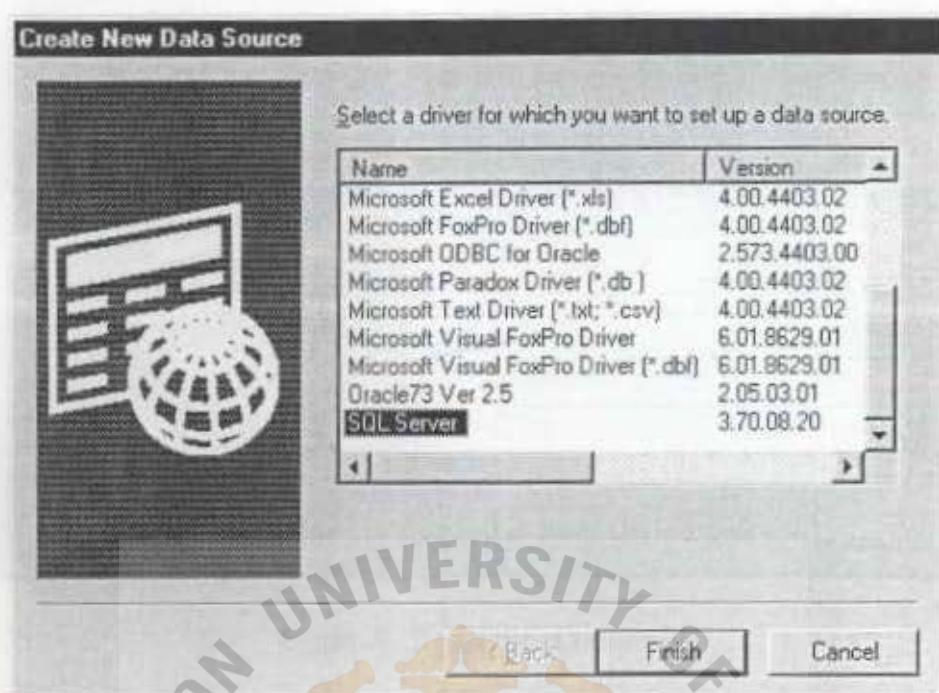 Create New Data Source
Select a driver for which you want to set up a data source.
Name Version
Microsoft Excel Driver (*.xls) 4.00.4403.02
Microsoft FoxPro Driver (*.dbf) 4.00.4403.02
Microsoft ODBC for Oracle 2.573.4403.00
Microsoft Paradox Driver (*.db ) 4.00.4403.02
Microsoft Text Driver (*.txt; *.csv) 4.00.4403.02
Microsoft Visual FoxPro Driver 6.01.8629.01
Microsoft Visual FoxPro Driver (*.dbf) 6.01.8629.01
Oracle73 Ver 2.5 2.05.03.01
SQL Server 3.70.08.20
< Back Finish Cancel
UNIVERSITY